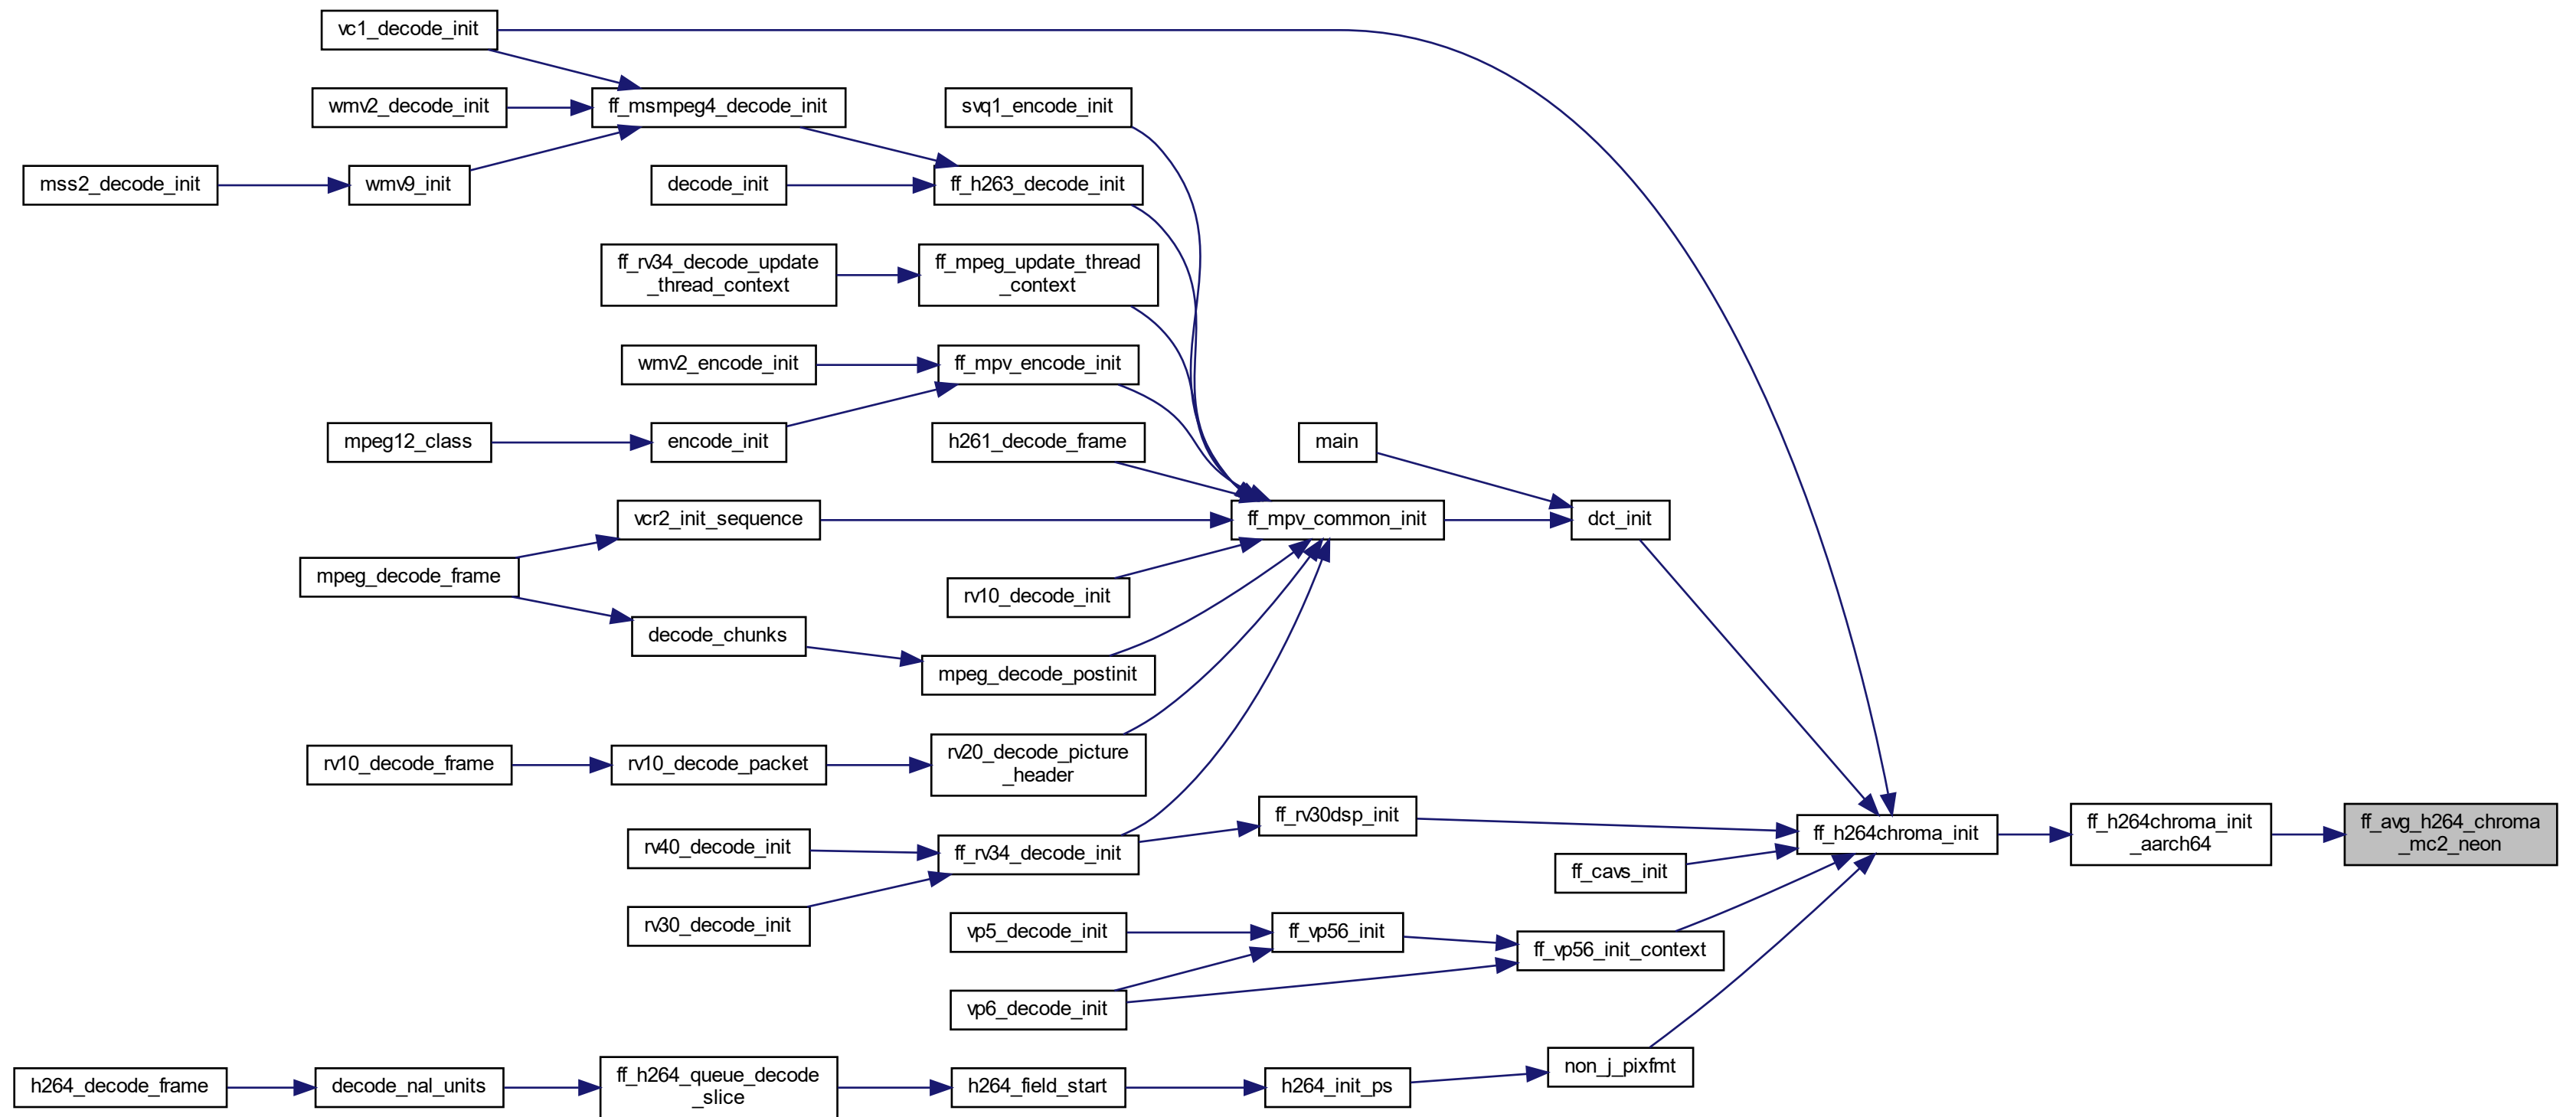 vc1_decode_init
wmv2_decode_init
ff_msmpeg4_decode_init
svq1_encode_init
mss2_decode_init
wmv9_init
decode_init
ff_h263_decode_init
ff_rv34_decode_update
_thread_context
ff_mpeg_update_thread
_context
wmv2_encode_init
ff_mpv_encode_init
mpeg12_class
encode_init
h261_decode_frame
main
vcr2_init_sequence
ff_mpv_common_init
dct_init
mpeg_decode_frame
rv10_decode_init
decode_chunks
mpeg_decode_postinit
rv10_decode_frame
rv10_decode_packet
rv20_decode_picture
_header
ff_rv30dsp_init
rv40_decode_init
ff_rv34_decode_init
ff_h264chroma_init
ff_h264chroma_init
_aarch64
ff_avg_h264_chroma
_mc2_neon
ff_cavs_init
rv30_decode_init
vp5_decode_init
ff_vp56_init
ff_vp56_init_context
vp6_decode_init
non_j_pixfmt
h264_decode_frame
decode_nal_units
ff_h264_queue_decode
_slice
h264_field_start
h264_init_ps